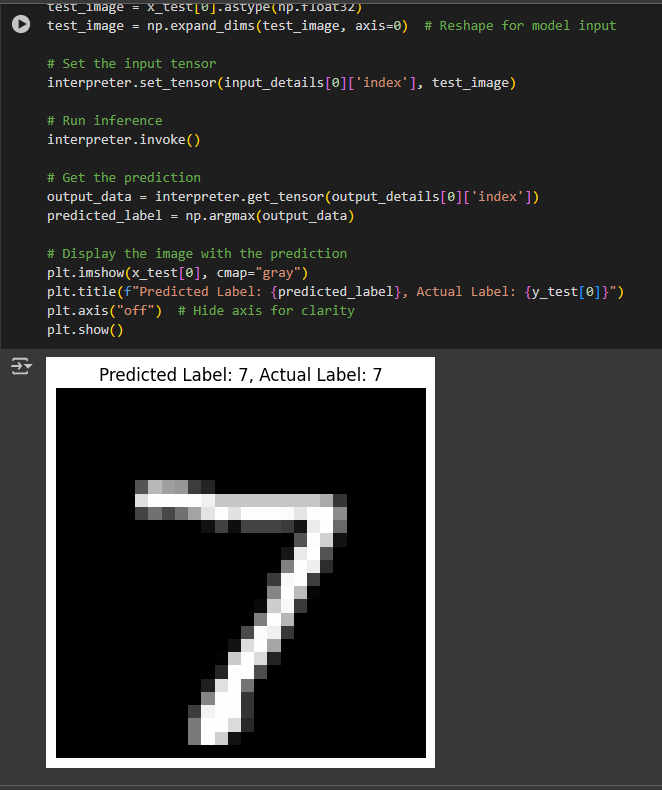 test_image = x_test[0].astype(np.float32)
test_image = np.expand_dims(test_image, axis=0)  # Reshape for model input
# Set the input tensor
interpreter.set_tensor(input_details[0]['index'], test_image)
# Run inference
interpreter.invoke()
# Get the prediction
output_data = interpreter.get_tensor(output_details[0]['index'])
predicted_label = np.argmax(output_data)
# Display the image with the prediction
plt.imshow(x_test[0], cmap="gray")
plt.title(f"Predicted Label: {predicted_label}, Actual Label: {y_test[0]}")
plt.axis("off")  # Hide axis for clarity
plt.show()
Predicted Label: 7, Actual Label: 7
7